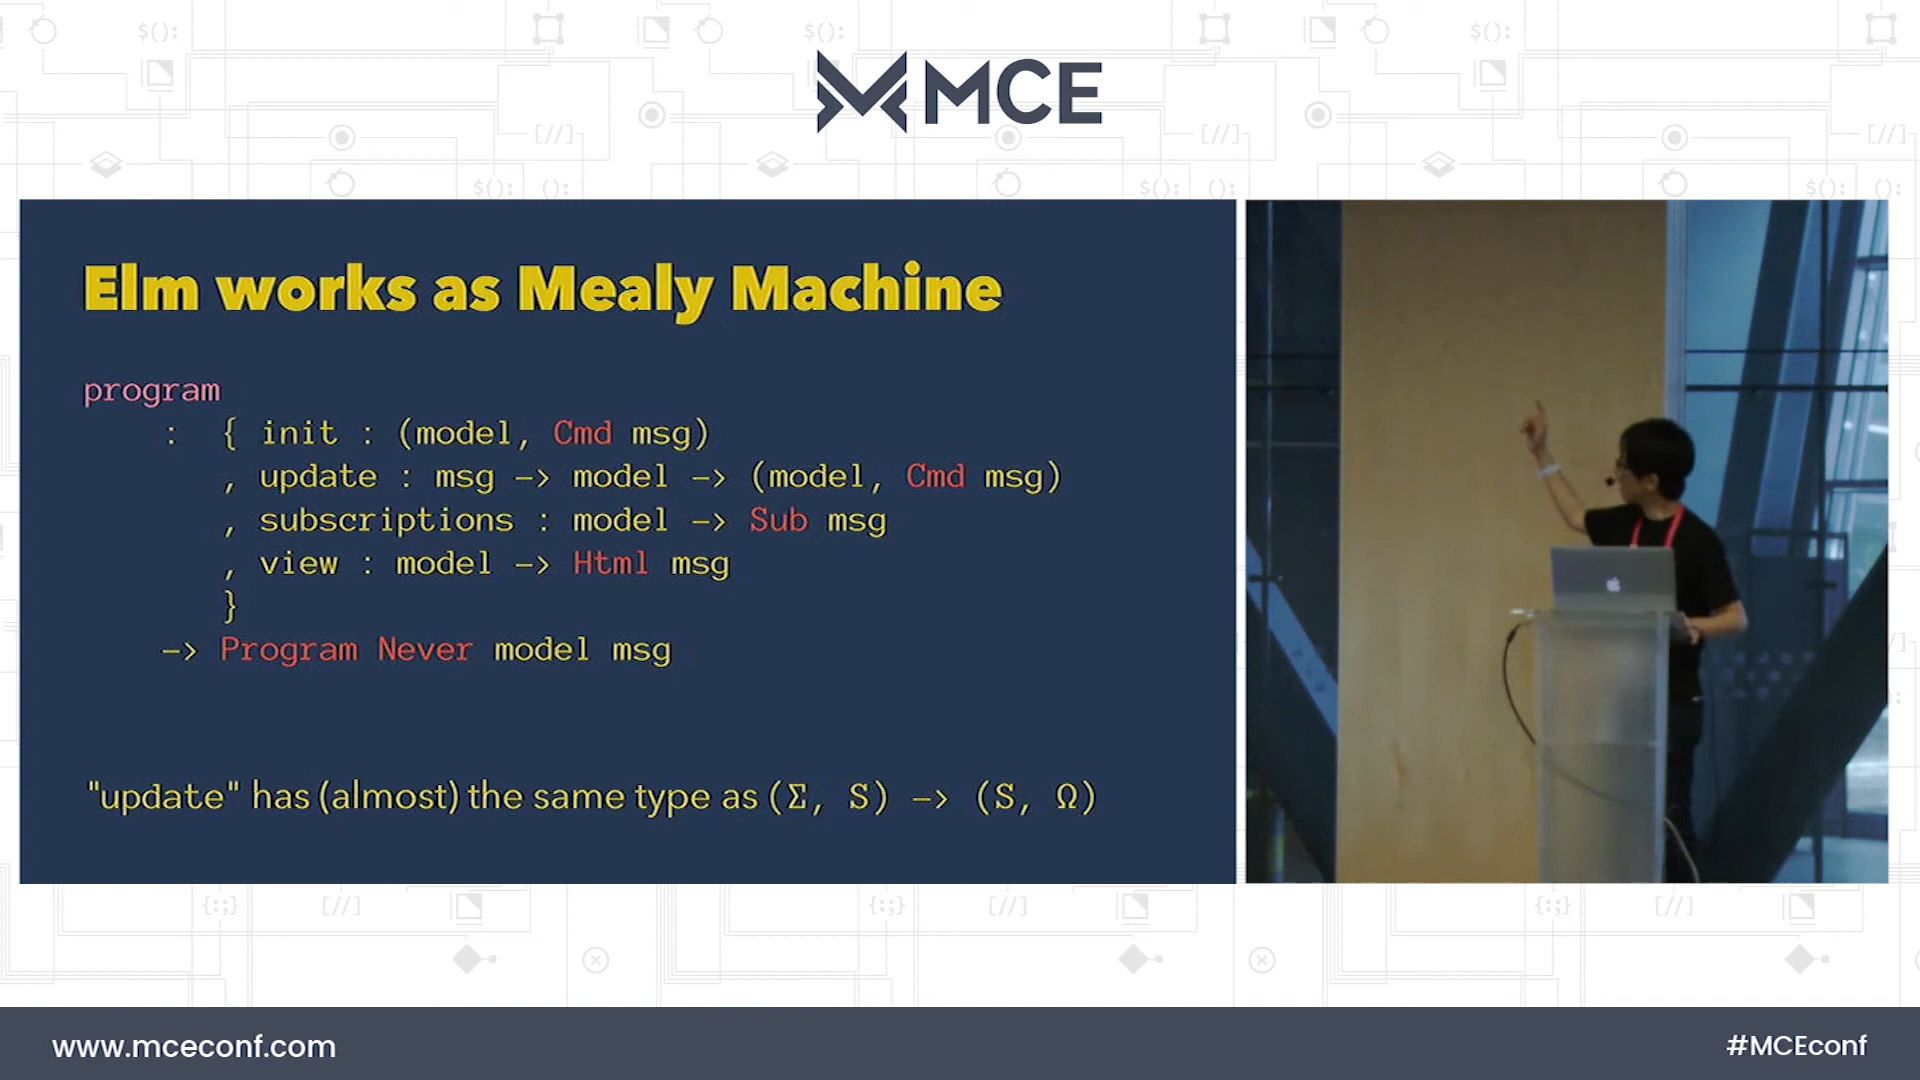 MCE
Elm works as Mealy Machine
program
: { init : (model, Cmd msg)
, update : msg -> model -> (model, Cmd msg)
, subscriptions : model -> Sub msg
, view : model -> Html msg
}
-> Program Never model msg
"update" has (almost) the same type as (Σ, S) -> (S, Ω)
www.mceconf.com
#MCEconf